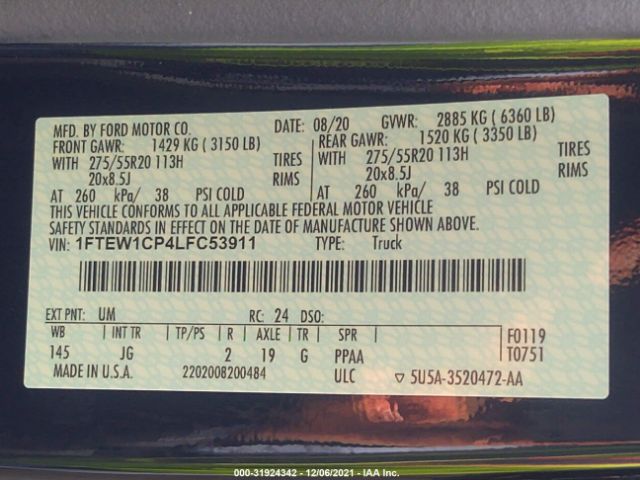 MFD. BY FORD MOTOR CO. DATE: 08/20 GVWR: 2885 KG ( 6360 LB)
FRONT GAWR: 1429 KG ( 3150 LB) REAR GAWR: 1520 KG ( 3350 LB)
WITH 275/55R20 113H TIRES WITH 275/55R20 113H TIRES
20x8.5J RIMS 20x8.5J RIMS
AT 260 kPa/ 38 PSI COLD AT 260 kPa/ 38 PSI COLD
THIS VEHICLE CONFORMS TO ALL APPLICABLE FEDERAL MOTOR VEHICLE
SAFETY STANDARDS IN EFFECT ON THE DATE OF MANUFACTURE SHOWN ABOVE.
VIN: 1FTEW1CP4LFC53911 TYPE: Truck
EXT PNT: UM RC: 24 DSO:
WB INT TR TP/PS R AXLE TR SPR F0119
145 JG 2 19 G PPAA T0751
MADE IN U.S.A. 2202008200484 ULC ▽ 5U5A-3520472-AA
000-31924342 - 12/06/2021 - IAA Inc.